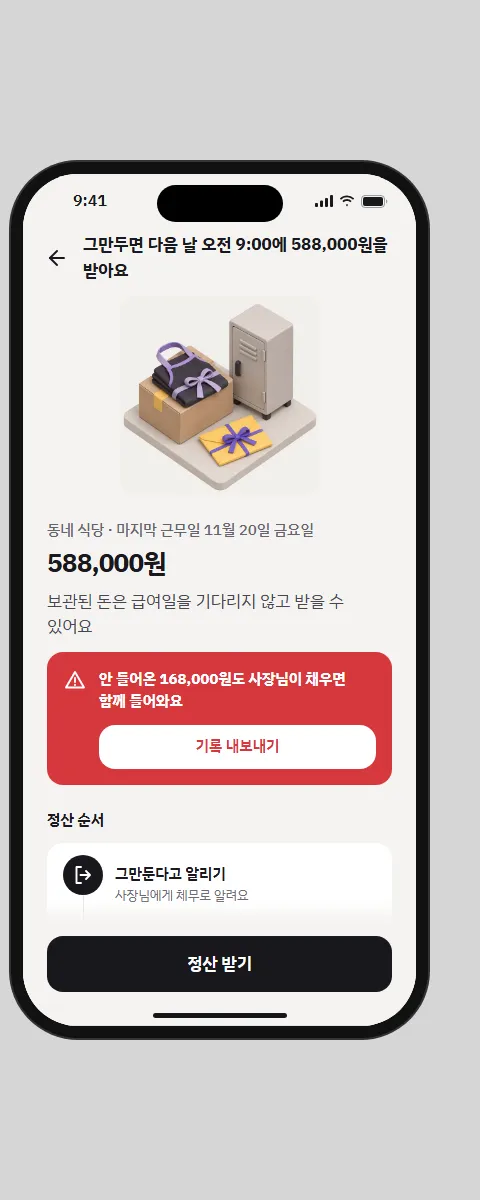 9:41
그만두면 다음 날 오전 9:00에 588,000원을
받아요
동네 식당 · 마지막 근무일 11월 20일 금요일
588,000원
보관된 돈은 급여일을 기다리지 않고 받을 수
있어요
안 들어온 168,000원도 사장님이 채우면
함께 들어와요
기록 내보내기
정산 순서
그만둔다고 알리기
사장님에게 체무로 알려요
정산 받기